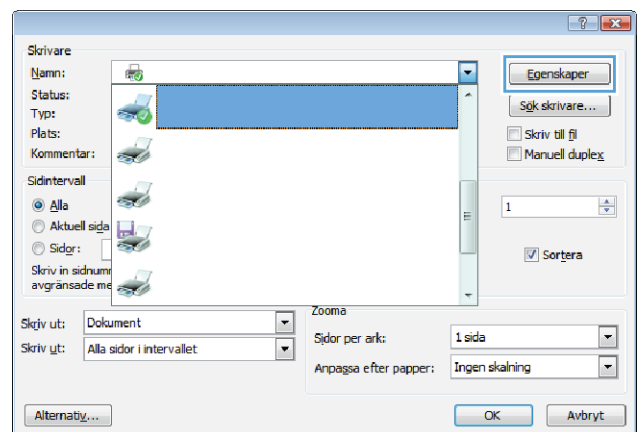 Skrivare
Namn:
Egenskaper
Status:
Sök skrivare...
Typ:
Plats:
Skriv till fil
Kommentar:
Manuell duplex
Sidintervall
Alla
1
Aktuell sida
Sidor:
Sortera
Skriv in sidnumr
avgränsade me
Zooma
Skriv ut: Dokument
Sidor per ark: 1 sida
Skriv ut: Alla sidor i intervallet
Anpassa efter papper: Ingen skalning
Alternativ...
OK
Avbryt